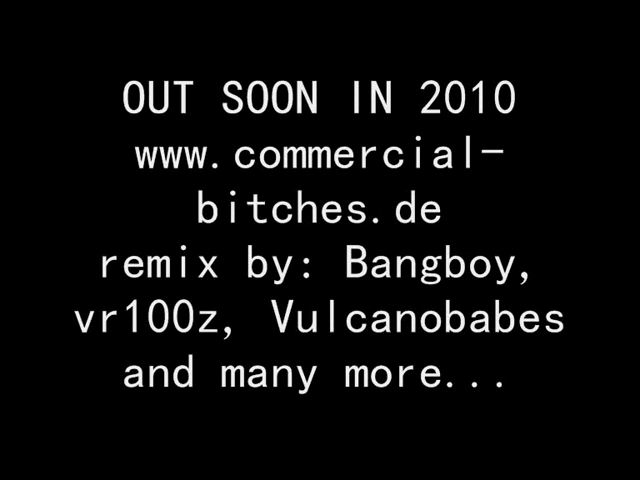 OUT SOON IN 2010
www.commercial-
bitches.de
remix by: Bangboy,
vr100z, Vulcanobabes
and many more...